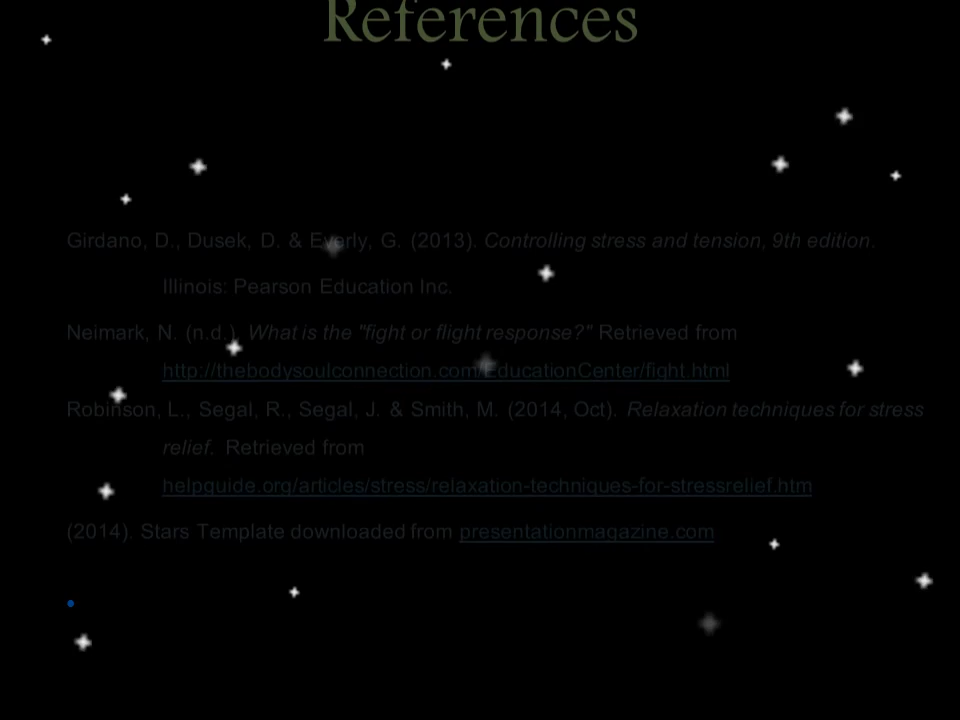 References
Girdano, D., Dusek, D. & Everly, G. (2013). Controlling stress and tension, 9th edition.
Illinois: Pearson Education Inc.
Neimark, N. (n.d.). What is the "fight or flight response?" Retrieved from
http://thebodysoulconnection.com/EducationCenter/fight.html
Robinson, L., Segal, R., Segal, J. & Smith, M. (2014, Oct). Relaxation techniques for stress
relief. Retrieved from
helpguide.org/articles/stress/relaxation-techniques-for-stressrelief.htm
(2014). Stars Template downloaded from presentationmagazine.com